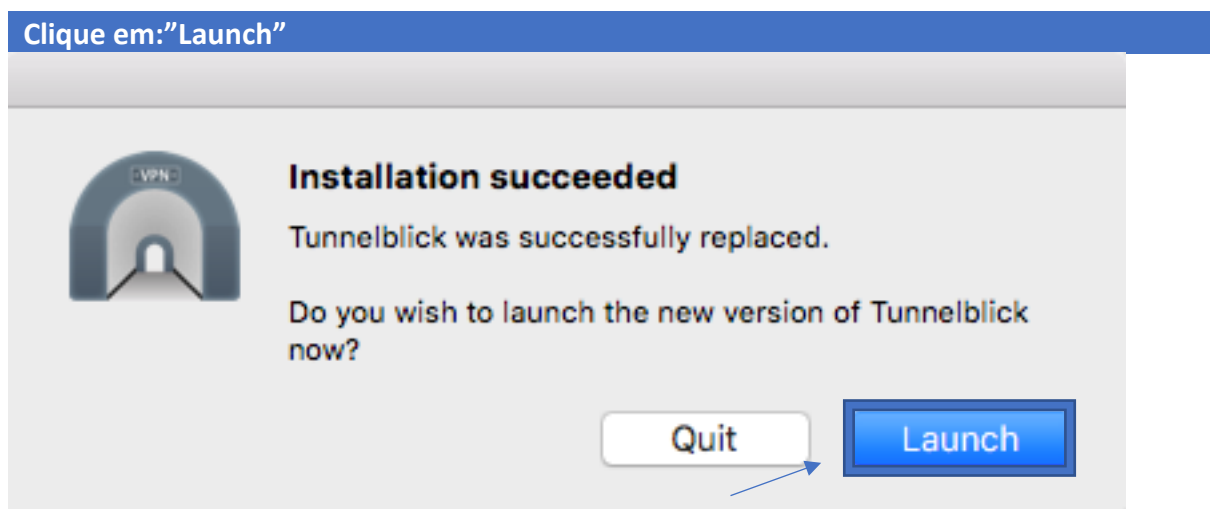 Clique em:”Launch”
VPN
Installation succeeded
Tunnelblick was successfully replaced.
Do you wish to launch the new version of Tunnelblick
now?
Quit
Launch